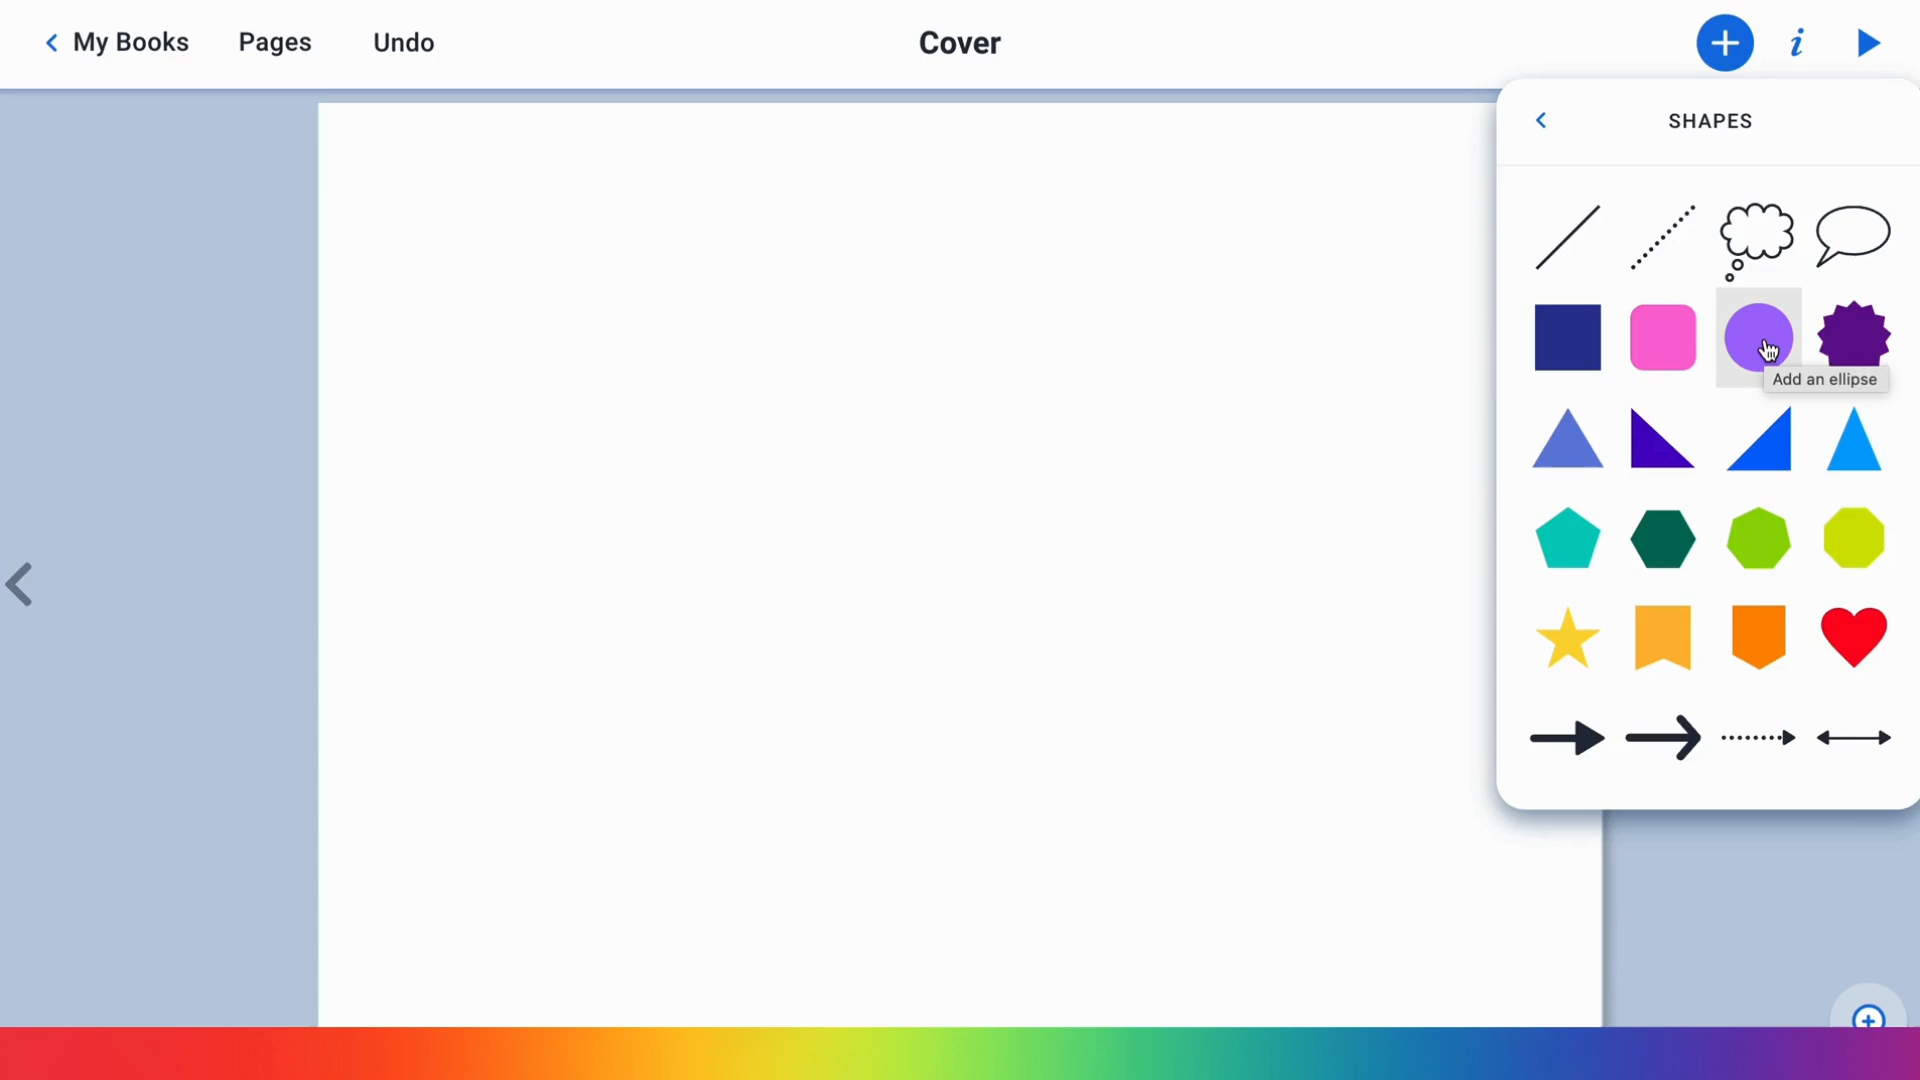 My Books
Pages
Undo
Cover
i
SHAPES
Add an ellipse